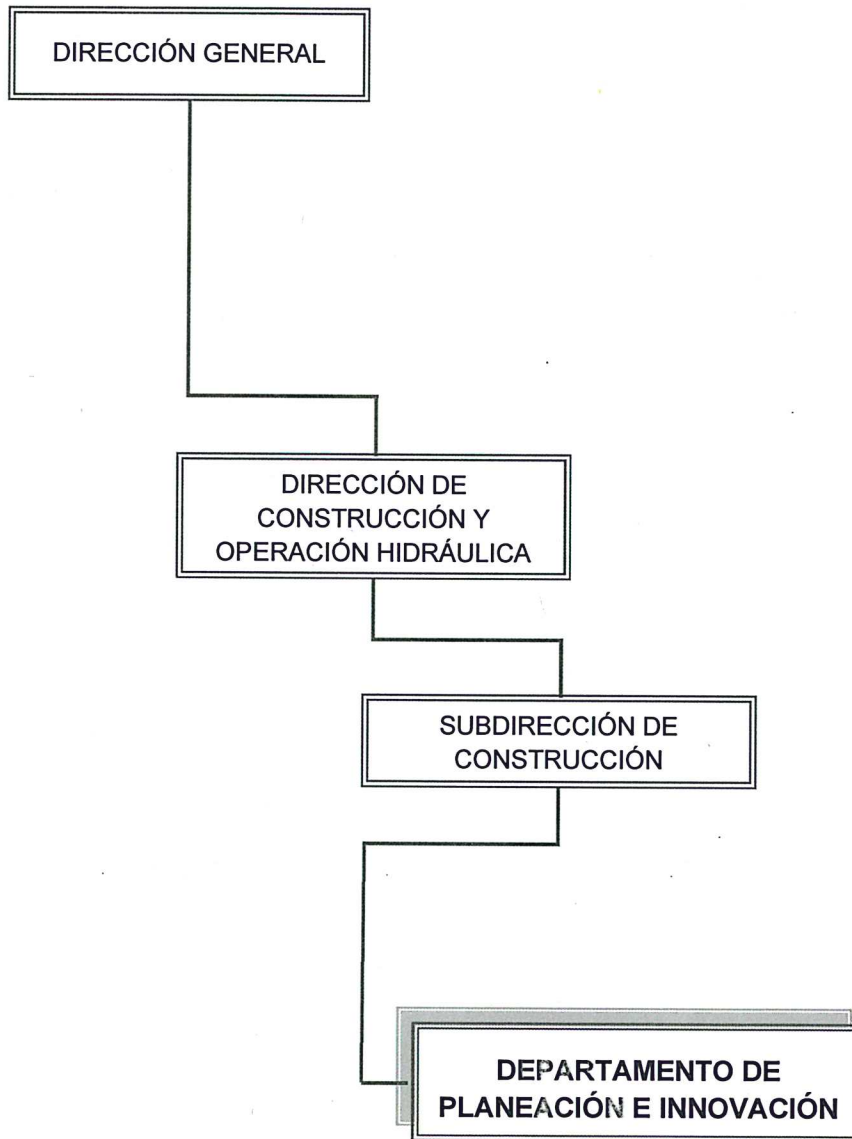 DIRECCIÓN GENERAL
DIRECCIÓN DE
CONSTRUCCIÓN Y
OPERACIÓN HIDRÁULICA
SUBDIRECCIÓN DE
CONSTRUCCIÓN
DEPARTAMENTO DE
PLANEACIÓN E INNOVACIÓN